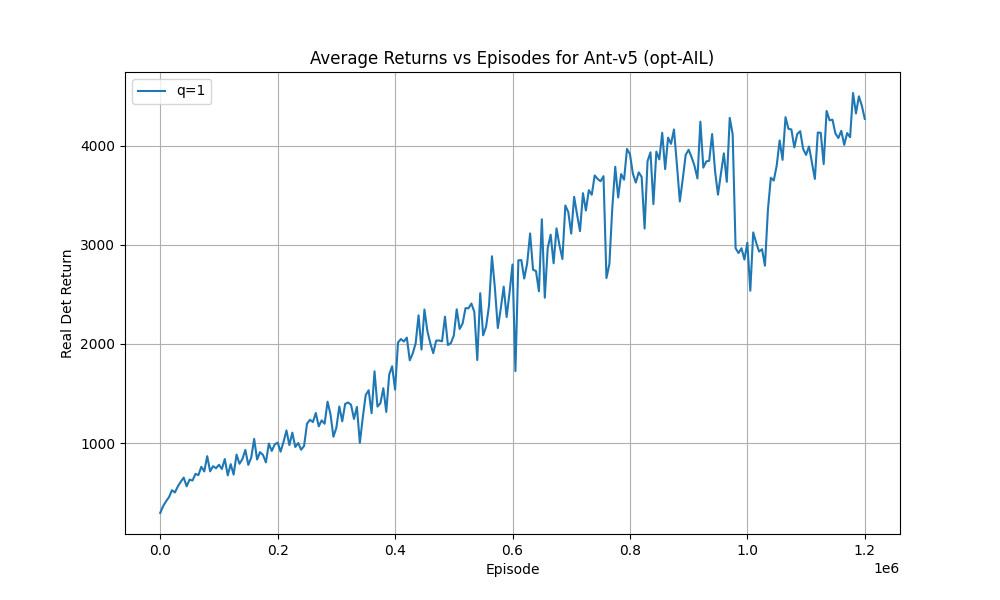 Average Returns vs Episodes for Ant-v5 (opt-AIL)
q=1
Real Det Return
4000
3000
2000
1000
0.0 0.2 0.4 0.6 0.8 1.0 1.2
1e6
Episode